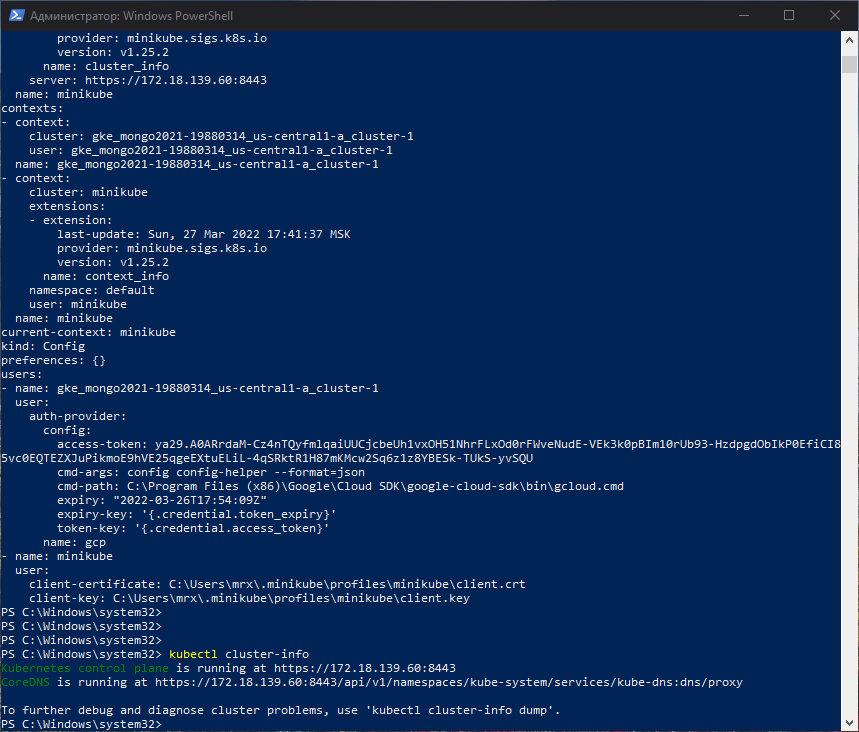 Администратор: Windows PowerShell
provider: minikube.sigs.k8s.io
version: v1.25.2
name: cluster_info
server: https://172.18.139.60:8443
name: minikube
contexts:
- context:
cluster: gke_mongo2021-19880314_us-central1-a_cluster-1
user: gke_mongo2021-19880314_us-central1-a_cluster-1
name: gke_mongo2021-19880314_us-central1-a_cluster-1
- context:
cluster: minikube
extensions:
- extension:
last-update: Sun, 27 Mar 2022 17:41:37 MSK
provider: minikube.sigs.k8s.io
version: v1.25.2
name: context_info
namespace: default
user: minikube
name: minikube
current-context: minikube
kind: Config
preferences: {}
users:
- name: gke_mongo2021-19880314_us-central1-a_cluster-1
user:
auth-provider:
config:
access-token: ya29.A0ARrdaM-Cz4nTQyfmlqaiUUCjcbeUh1vxOH51NhrFLxOd0rFWveNudE-VEk3k0pBIm10rUb93-HzdpgdObIkP0EfiCI8
5vc0EQTEZXJuPikmoE9hVE25qgeEXtuELiL-4qSRktR1H87mKMcw2Sq6z1z8YBESk-TUkS-yvSQU
cmd-args: config config-helper --format=json
cmd-path: C:\Program Files (x86)\Google\Cloud SDK\google-cloud-sdk\bin\gcloud.cmd
expiry: "2022-03-26T17:54:09Z"
expiry-key: '{.credential.token_expiry}'
token-key: '{.credential.access_token}'
name: gcp
- name: minikube
user:
client-certificate: C:\Users\mrx\.minikube\profiles\minikube\client.crt
client-key: C:\Users\mrx\.minikube\profiles\minikube\client.key
PS C:\Windows\system32>
PS C:\Windows\system32>
PS C:\Windows\system32>
PS C:\Windows\system32> kubectl cluster-info
Kubernetes control plane is running at https://172.18.139.60:8443
CoreDNS is running at https://172.18.139.60:8443/api/v1/namespaces/kube-system/services/kube-dns:dns/proxy
To further debug and diagnose cluster problems, use 'kubectl cluster-info dump'.
PS C:\Windows\system32>